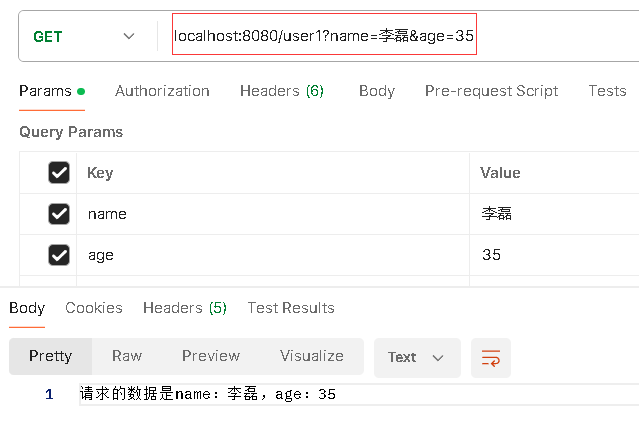 GET localhost:8080/user1?name=李磊&age=35
Params Authorization Headers (6) Body Pre-request Script Tests
Query Params
Key Value
name 李磊
age 35
Body Cookies Headers (5) Test Results
Pretty Raw Preview Visualize Text
1 请求的数据是name：李磊，age：35